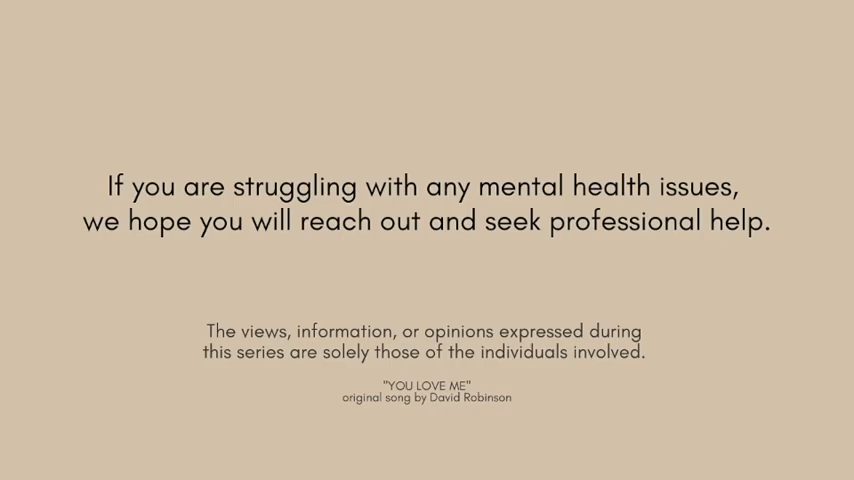 If you are struggling with any mental health issues,
we hope you will reach out and seek professional help.
The views, information, or opinions expressed during
this series are solely those of the individuals involved.
"YOU LOVE ME"
original song by David Robinson